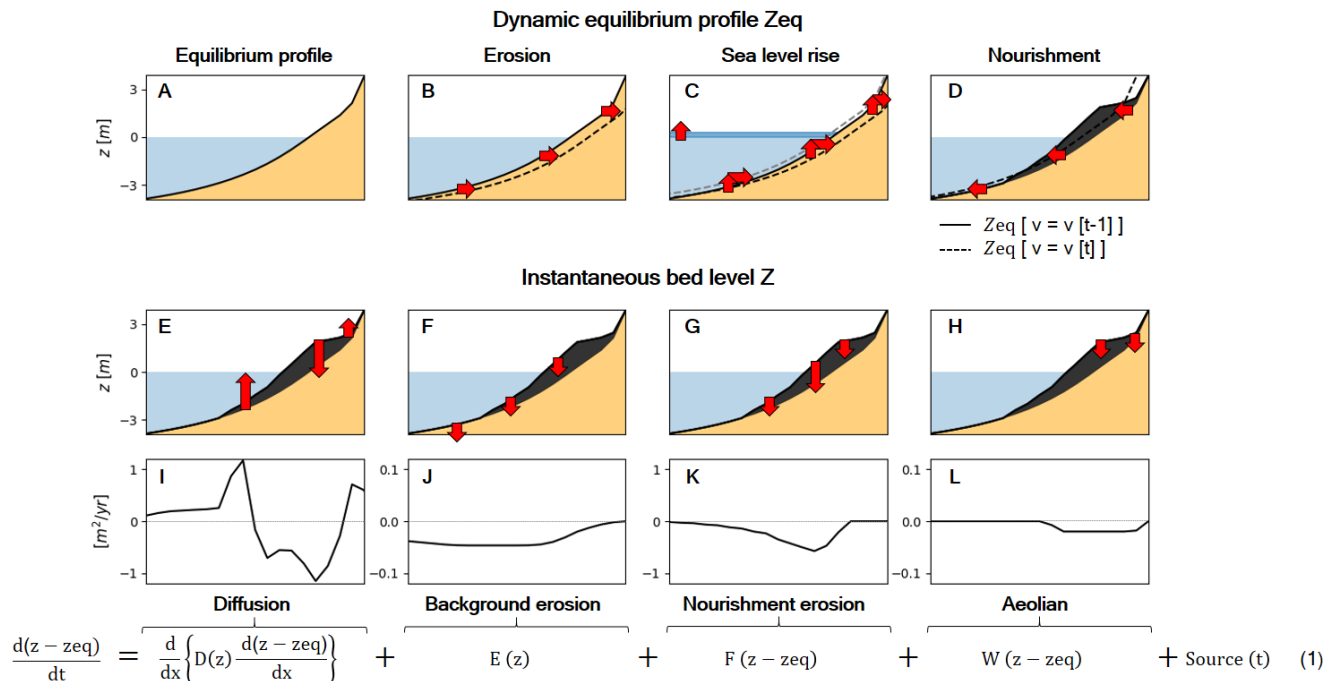 Dynamic equilibrium profile Zeq
Equilibrium profile Erosion Sea level rise Nourishment
A B C D
z [m]
3
0
−3
Zeq [ v = v [t-1] ]
Zeq [ v = v [t] ]
Instantaneous bed level Z
E F G H
z [m]
3
0
−3
I J K L
[m²/yr]
1 0.1 1 0.1
0 0.0 0 0.0
−1 −0.1 −1 −0.1
Diffusion Background erosion Nourishment erosion Aeolian
d(z − zeq)/dt = d/dx {D(z) d(z − zeq)/dx} + E (z) + F (z − zeq) + W (z − zeq) + Source (t) (1)